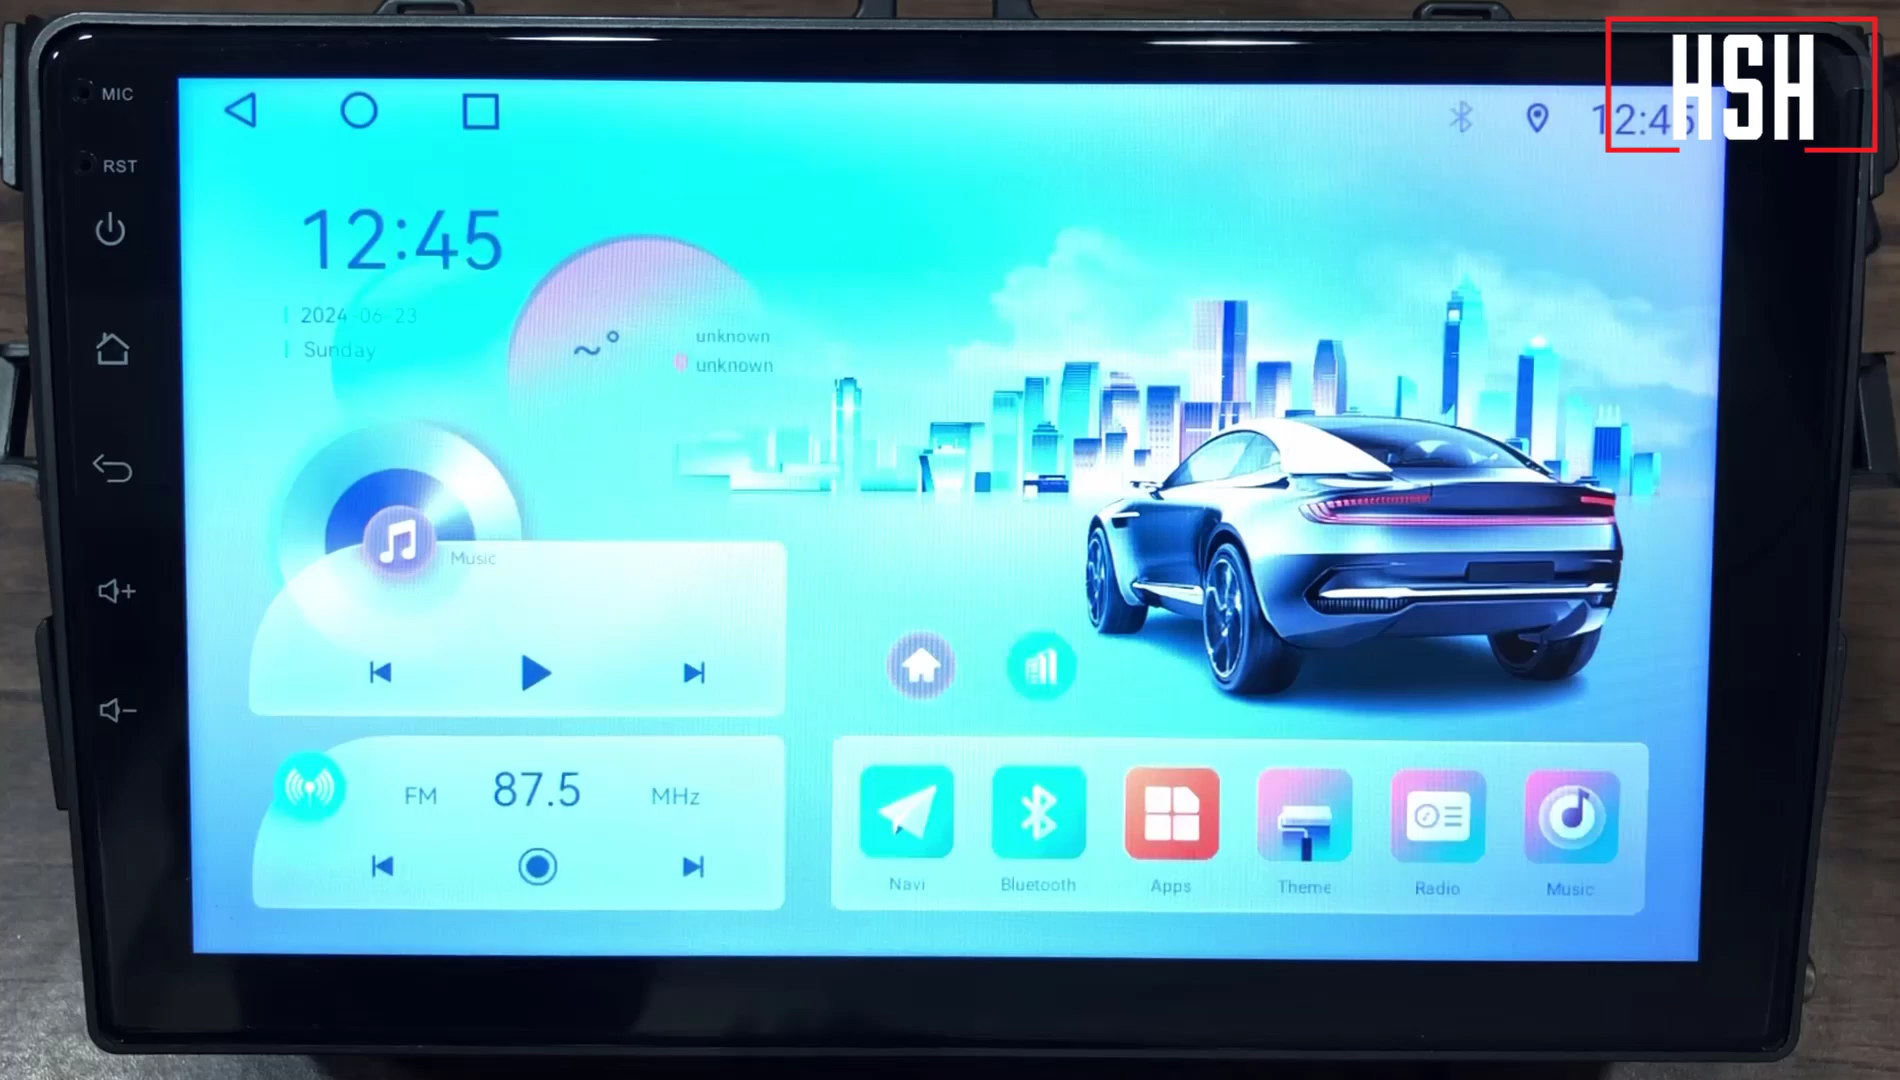 HSH
MIC
RST
12:45
12:45
2024-06-23
Sunday
unknown
unknown
Music
FM 87.5 MHz
Navi Bluetooth Apps Theme Radio Music